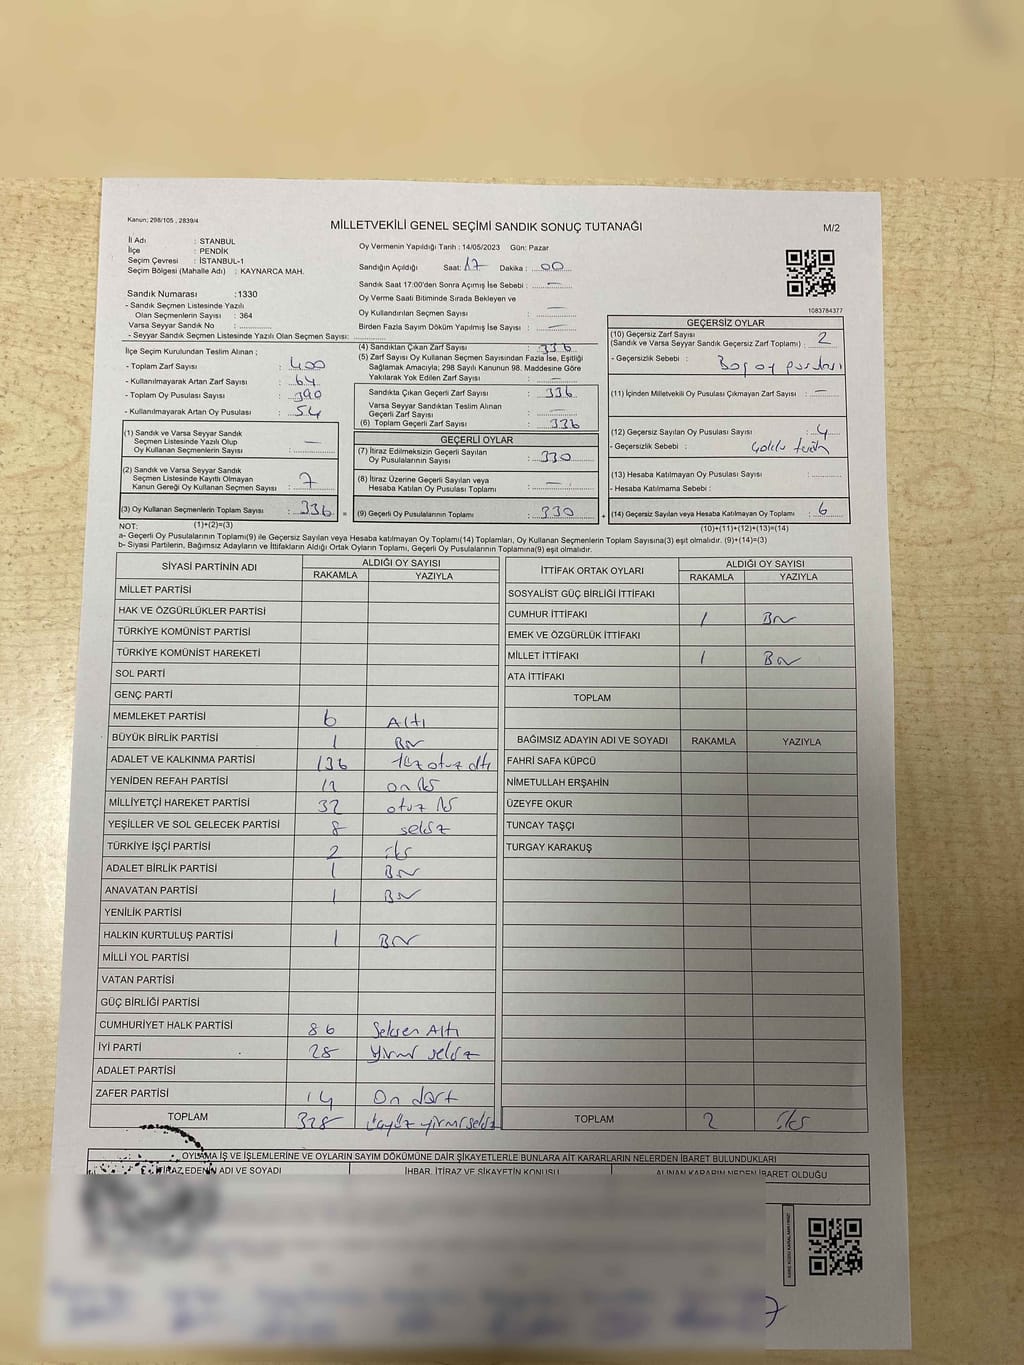 Kanun; 298/105 , 2839/4
MİLLETVEKİLİ GENEL SEÇİMİ SANDIK SONUÇ TUTANAĞI
M/2
İl Adı : STANBUL
İlçe : PENDİK
Seçim Çevresi : İSTANBUL-1
Seçim Bölgesi (Mahalle Adı) : KAYNARCA MAH.
Oy Vermenin Yapıldığı Tarih : 14/05/2023 Gün: Pazar
Sandığın Açıldığı Saat: 17 Dakika : 00
Sandık Saat 17:00'den Sonra Açımış İse Sebebi : —
Oy Verme Saati Bitiminde Sırada Bekleyen ve
Oy Kullandırılan Seçmen Sayısı : —
Birden Fazla Sayım Döküm Yapılmış İse Sayısı : —
1083784377
Sandık Numarası :1330
- Sandık Seçmen Listesinde Yazılı
Olan Seçmenlerin Sayısı : 364
Varsa Seyyar Sandık No :
- Seyyar Sandık Seçmen Listesinde Yazılı Olan Seçmen Sayısı:
İlçe Seçim Kurulundan Teslim Alınan ;
- Toplam Zarf Sayısı : 400
- Kullanılmayarak Artan Zarf Sayısı : 64
- Toplam Oy Pusulası Sayısı : 390
- Kullanılmayarak Artan Oy Pusulası : 54
(1) Sandık ve Varsa Seyyar Sandık
Seçmen Listesinde Yazılı Olup
Oy Kullanan Seçmenlerin Sayısı : —
(2) Sandık ve Varsa Seyyar Sandık
Seçmen Listesinde Kayıtlı Olmayan
Kanun Gereği Oy Kullanan Seçmen Sayısı : 7
(3) Oy Kullanan Seçmenlerin Toplam Sayısı : 336 =
(1)+(2)=(3)
(4) Sandıktan Çıkan Zarf Sayısı : 336
(5) Zarf Sayısı Oy Kullanan Seçmen Sayısından Fazla İse, Eşitliği
Sağlamak Amacıyla; 298 Sayılı Kanunun 98. Maddesine Göre
Yakılarak Yok Edilen Zarf Sayısı : —
Sandıkta Çıkan Geçerli Zarf Sayısı : 336
Varsa Seyyar Sandıktan Teslim Alınan
Geçerli Zarf Sayısı : —
(6) Toplam Geçerli Zarf Sayısı : 336
GEÇERLİ OYLAR
(7) İtiraz Edilmeksizin Geçerli Sayılan
Oy Pusulalarının Sayısı : 330
(8) İtiraz Üzerine Geçerli Sayılan veya
Hesaba Katılan Oy Pusulası Toplamı : —
(9) Geçerli Oy Pusulalarının Toplamı : 330 +
GEÇERSİZ OYLAR
(10) Geçersiz Zarf Sayısı
(Sandık ve Varsa Seyyar Sandık Geçersiz Zarf Toplamı) : 2
- Geçersizlik Sebebi : Boş oy
(11) İçinden Milletvekili Oy Pusulası Çıkmayan Zarf Sayısı : —
(12) Geçersiz Sayılan Oy Pusulası Sayısı : 4
- Geçersizlik Sebebi :
(13) Hesaba Katılmayan Oy Pusulası Sayısı :
- Hesaba Katılmama Sebebi :
(14) Geçersiz Sayılan veya Hesaba Katılmayan Oy Toplamı : 6
(10)+(11)+(12)+(13)=(14)
NOT:
a- Geçerli Oy Pusulalarının Toplamı(9) ile Geçersiz Sayılan veya Hesaba katılmayan Oy Toplamı(14) Toplamları, Oy Kullanan Seçmenlerin Toplam Sayısına(3) eşit olmalıdır. (9)+(14)=(3)
b- Siyasi Partilerin, Bağımsız Adayların ve İttifakların Aldığı Ortak Oyların Toplamı, Geçerli Oy Pusulalarının Toplamına(9) eşit olmalıdır.
SİYASİ PARTİNİN ADI ALDIĞI OY SAYISI
RAKAMLA YAZIYLA
MİLLET PARTİSİ
HAK VE ÖZGÜRLÜKLER PARTİSİ
TÜRKİYE KOMÜNİST PARTİSİ
TÜRKİYE KOMÜNİST HAREKETİ
SOL PARTİ
GENÇ PARTİ
MEMLEKET PARTİSİ 6 Altı
BÜYÜK BİRLİK PARTİSİ 1 Bir
ADALET VE KALKINMA PARTİSİ 136 Yüz otuz altı
YENİDEN REFAH PARTİSİ 12 on iki
MİLLİYETÇİ HAREKET PARTİSİ 32 otuz iki
YEŞİLLER VE SOL GELECEK PARTİSİ 8 sekiz
TÜRKİYE İŞÇİ PARTİSİ 2 iki
ADALET BİRLİK PARTİSİ 1 Bir
ANAVATAN PARTİSİ 1 Bir
YENİLİK PARTİSİ
HALKIN KURTULUŞ PARTİSİ 1 Bir
MİLLİ YOL PARTİSİ
VATAN PARTİSİ
GÜÇ BİRLİĞİ PARTİSİ
CUMHURİYET HALK PARTİSİ 86 Seksen Altı
İYİ PARTİ 28 Yirmi sekiz
ADALET PARTİSİ
ZAFER PARTİSİ 14 On dört
TOPLAM 328 üçyüz yirmi sekiz
İTTİFAK ORTAK OYLARI ALDIĞI OY SAYISI
RAKAMLA YAZIYLA
SOSYALİST GÜÇ BİRLİĞİ İTTİFAKI
CUMHUR İTTİFAKI 1 Bir
EMEK VE ÖZGÜRLÜK İTTİFAKI
MİLLET İTTİFAKI 1 Bir
ATA İTTİFAKI
TOPLAM
BAĞIMSIZ ADAYIN ADI VE SOYADI RAKAMLA YAZIYLA
FAHRİ SAFA KÜPCÜ
NİMETULLAH ERŞAHİN
ÜZEYFE OKUR
TUNCAY TAŞÇI
TURGAY KARAKUŞ
TOPLAM 2 iki
OYLAMA İŞ VE İŞLEMLERİNE VE OYLARIN SAYIM DÖKÜMÜNE DAİR ŞİKAYETLERLE BUNLARA AİT KARARLARIN NELERDEN İBARET BULUNDUKLARI
İTİRAZ EDENİN ADI VE SOYADI İHBAR, İTİRAZ VE ŞİKAYETİN KONUSU ALINAN KARARIN NEDEN İBARET OLDUĞU